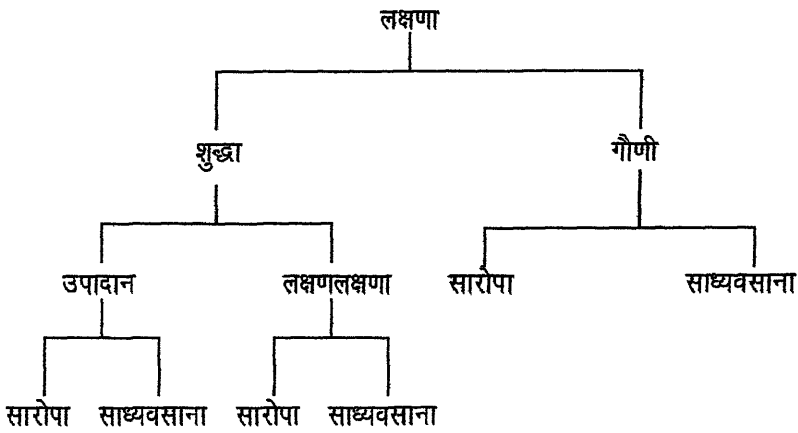 लक्षणा
शुद्धा गौणी
उपादान लक्षणलक्षणा सारोपा साध्यवसाना
सारोपा साध्यवसाना सारोपा साध्यवसाना